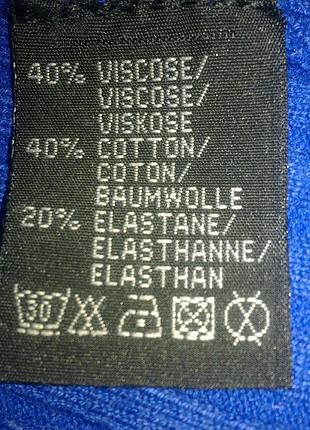 40% VISCOSE/
VISCOSE/
VISKOSE
40% COTTON/
COTON/
BAUMWOLLE
20% ELASTANE/
ELASTHANNE/
ELASTHAN
30